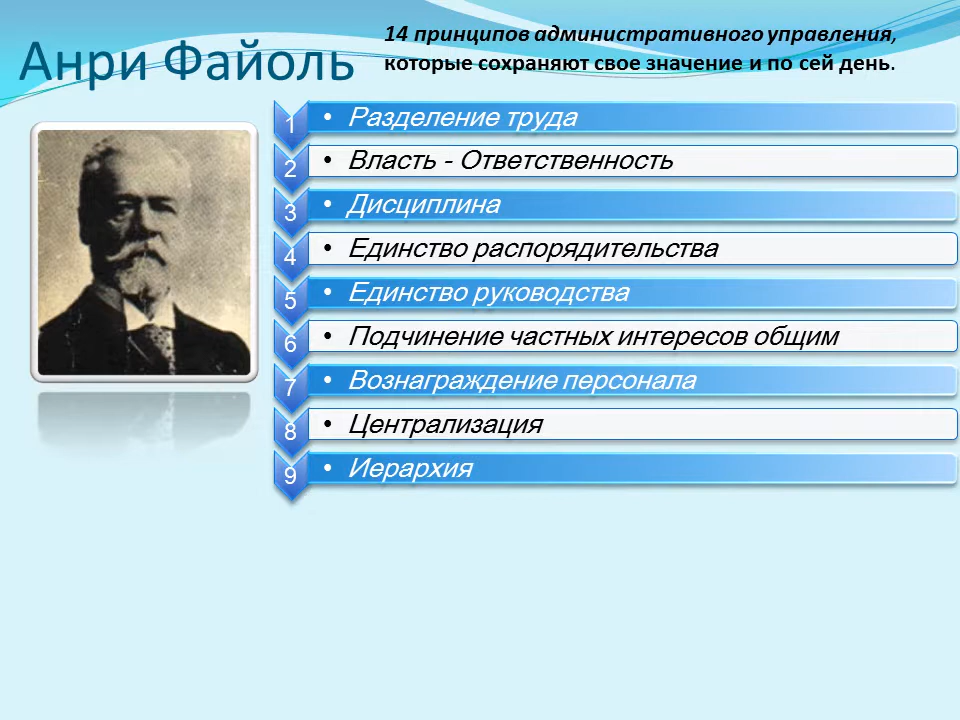 Анри Файоль
14 принципов административного управления,
которые сохраняют свое значение и по сей день.
1 • Разделение труда
2 • Власть - Ответственность
3 • Дисциплина
4 • Единство распорядительства
5 • Единство руководства
6 • Подчинение частных интересов общим
7 • Вознаграждение персонала
8 • Централизация
9 • Иерархия